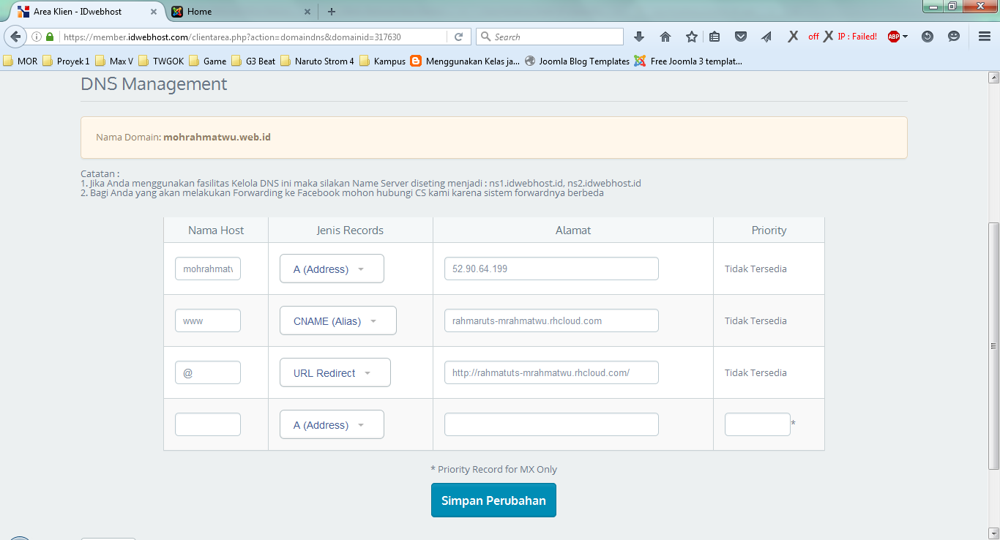 Area Klien - IDwebhost
Home
https://member.idwebhost.com/clientarea.php?action=domaindns&domainid=317630
Search
off
IP : Failed!
ABP
MOR
Proyek 1
Max V
TWGOK
Game
G3 Beat
Naruto Strom 4
Kampus
Menggunakan Kelas ja...
Joomla Blog Templates
Free Joomla 3 templat...
DNS Management
Nama Domain: mohrahmatwu.web.id
Catatan :
1. Jika Anda menggunakan fasilitas Kelola DNS ini maka silakan Name Server diseting menjadi : ns1.idwebhost.id, ns2.idwebhost.id
2. Bagi Anda yang akan melakukan Forwarding ke Facebook mohon hubungi CS kami karena sistem forwardnya berbeda
Nama Host Jenis Records Alamat Priority
mohrahmatw A (Address) 52.90.64.199 Tidak Tersedia
www CNAME (Alias) rahmaruts-mrahmatwu.rhcloud.com Tidak Tersedia
@ URL Redirect http://rahmatuts-mrahmatwu.rhcloud.com/ Tidak Tersedia
A (Address) *
* Priority Record for MX Only
Simpan Perubahan